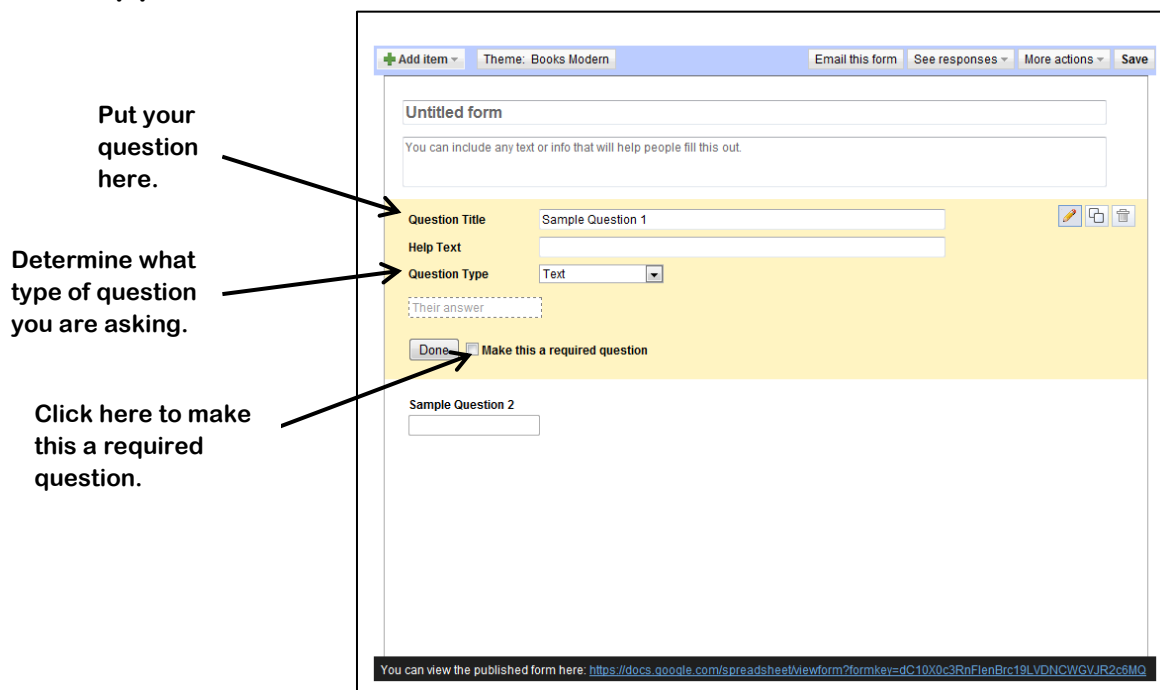 Add item Theme: Books Modern Email this form See responses More actions Save
Untitled form
You can include any text or info that will help people fill this out.
Put your
question
here.
Question Title Sample Question 1
Help Text
Determine what
type of question
you are asking.
Question Type Text
Their answer
Done Make this a required question
Click here to make
this a required
question.
Sample Question 2
You can view the published form here: https://docs.google.com/spreadsheet/viewform?formkey=dC10X0c3RnFlenBrc19LVDNCWGVJR2c6MQ